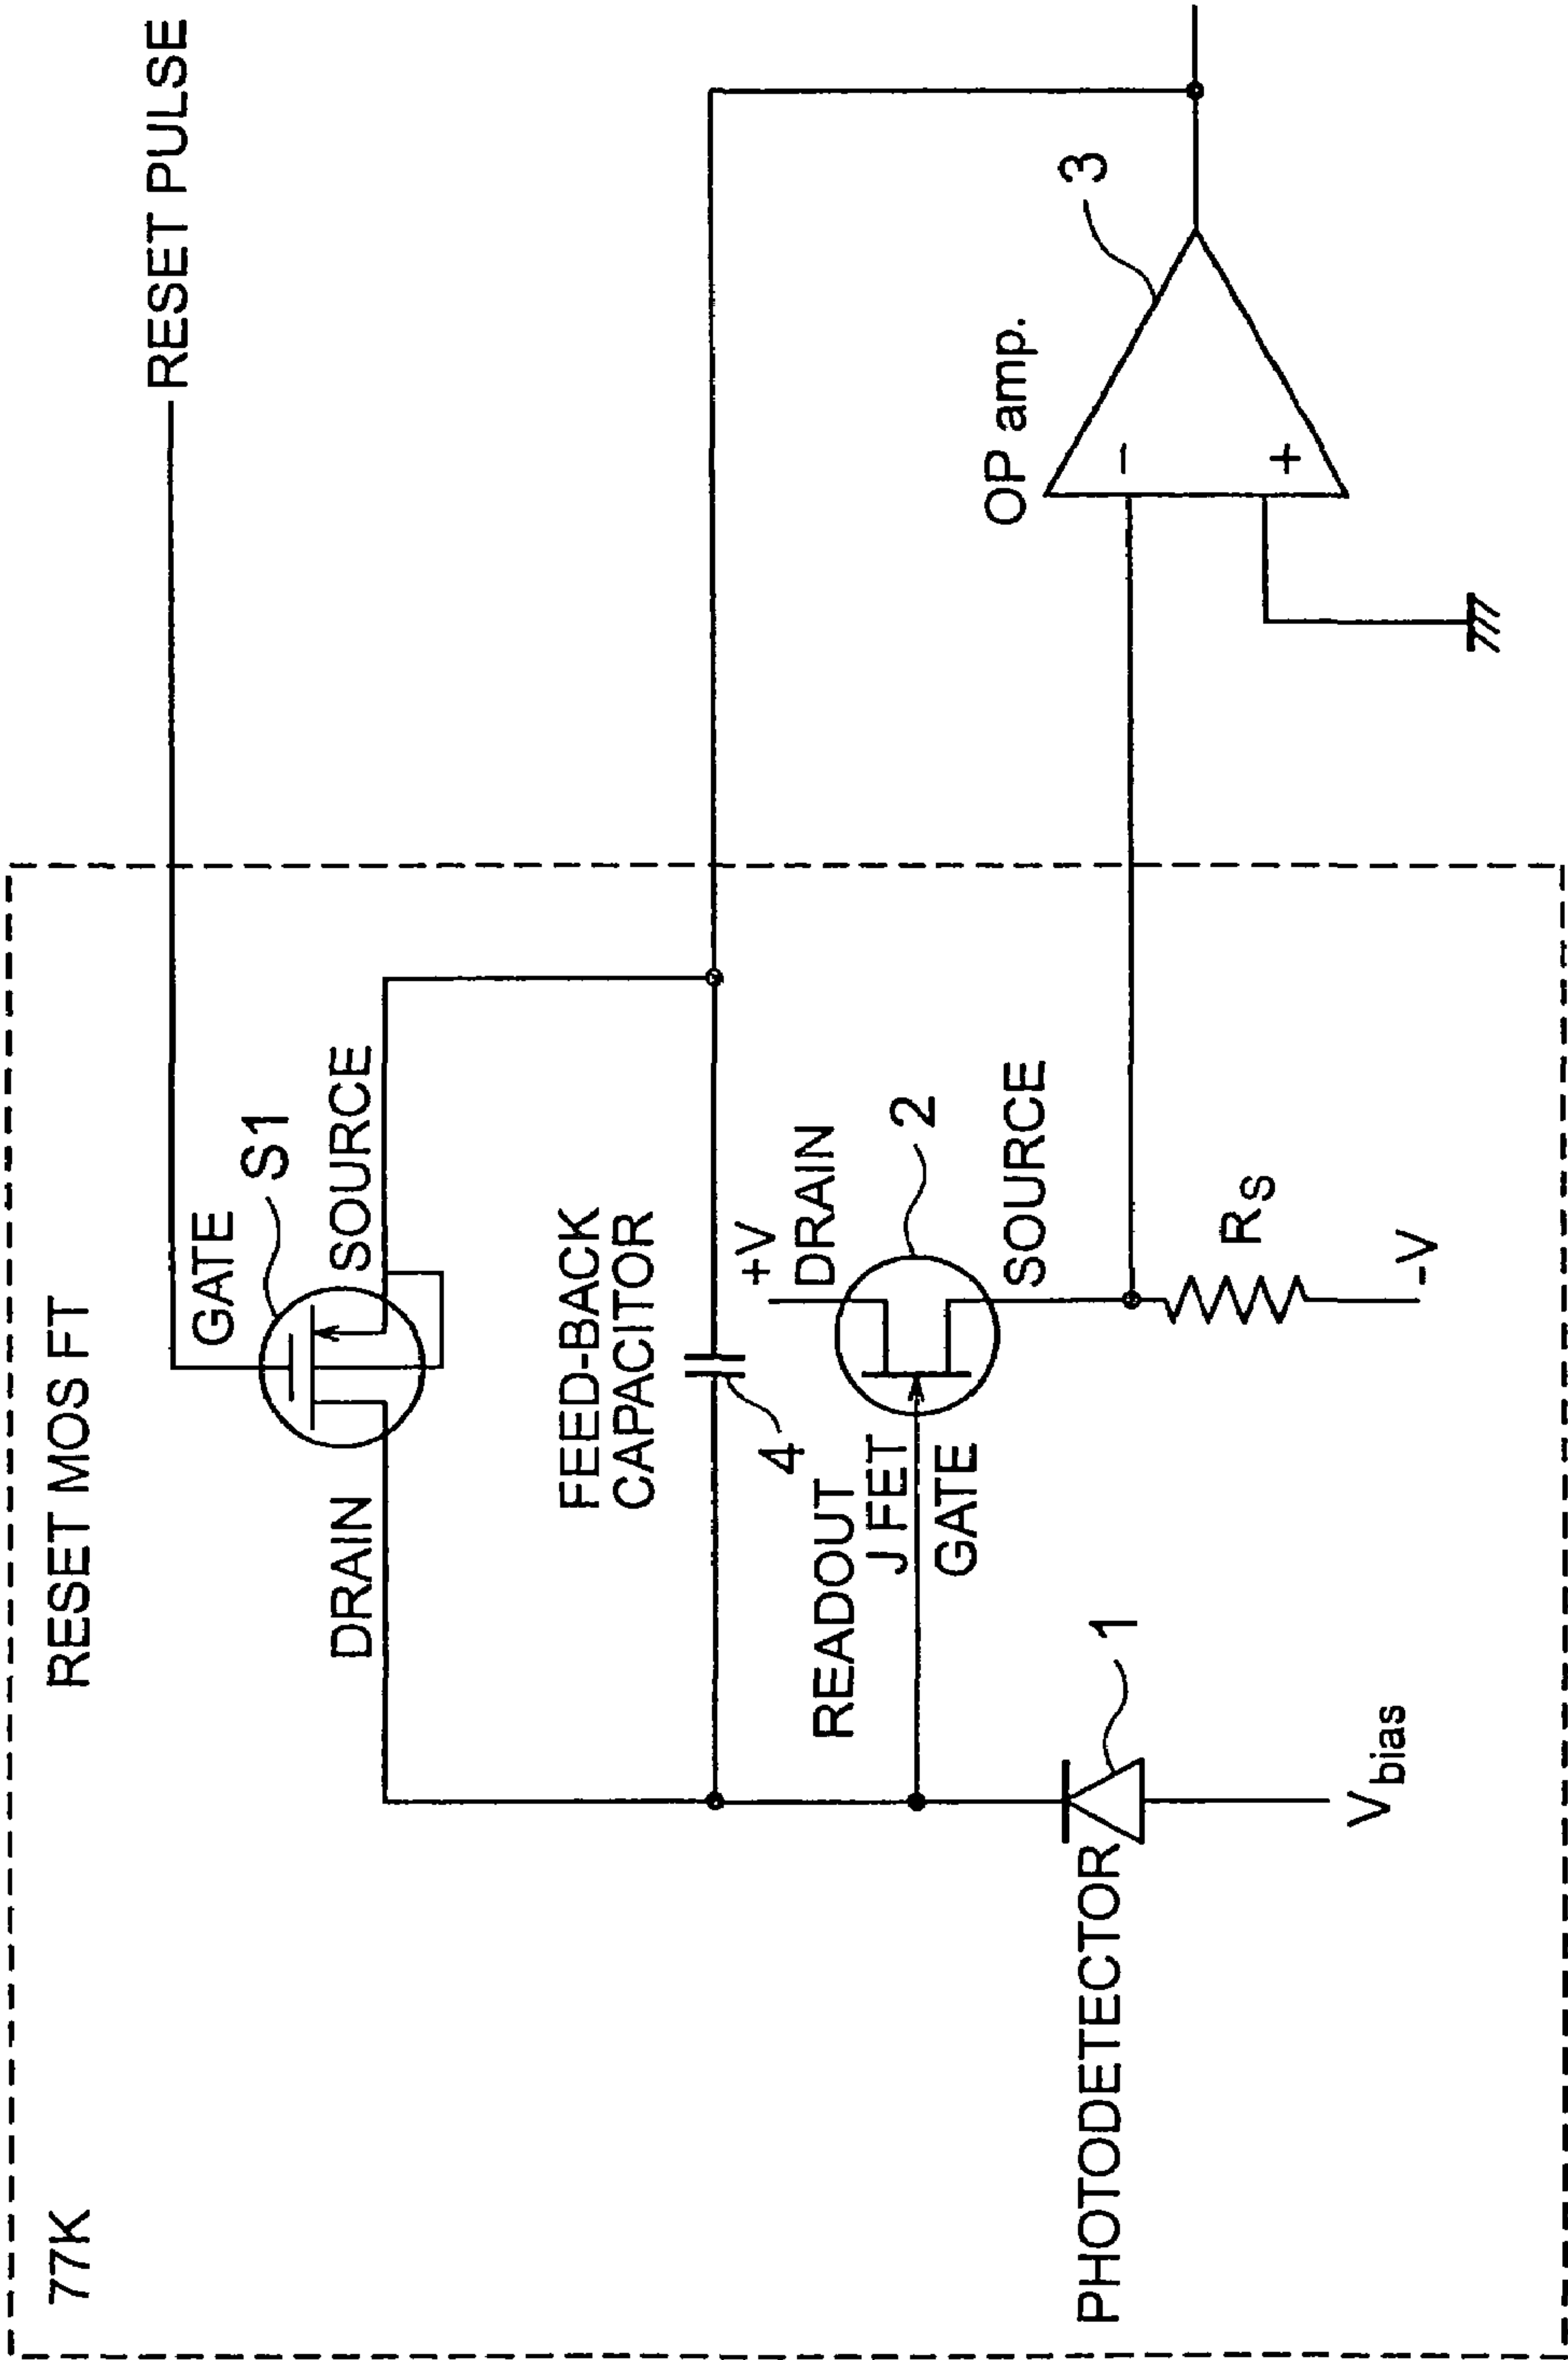 77K
RESET MOS FT
RESET PULSE
GATE
S1
DRAIN
SOURCE
FEED-BACK
CAPACITOR
4
+V
DRAIN
READOUT
J FET
GATE
2
SOURCE
OP amp.
3
-
+
PHOTODETECTOR
1
RS
Vbias
-V